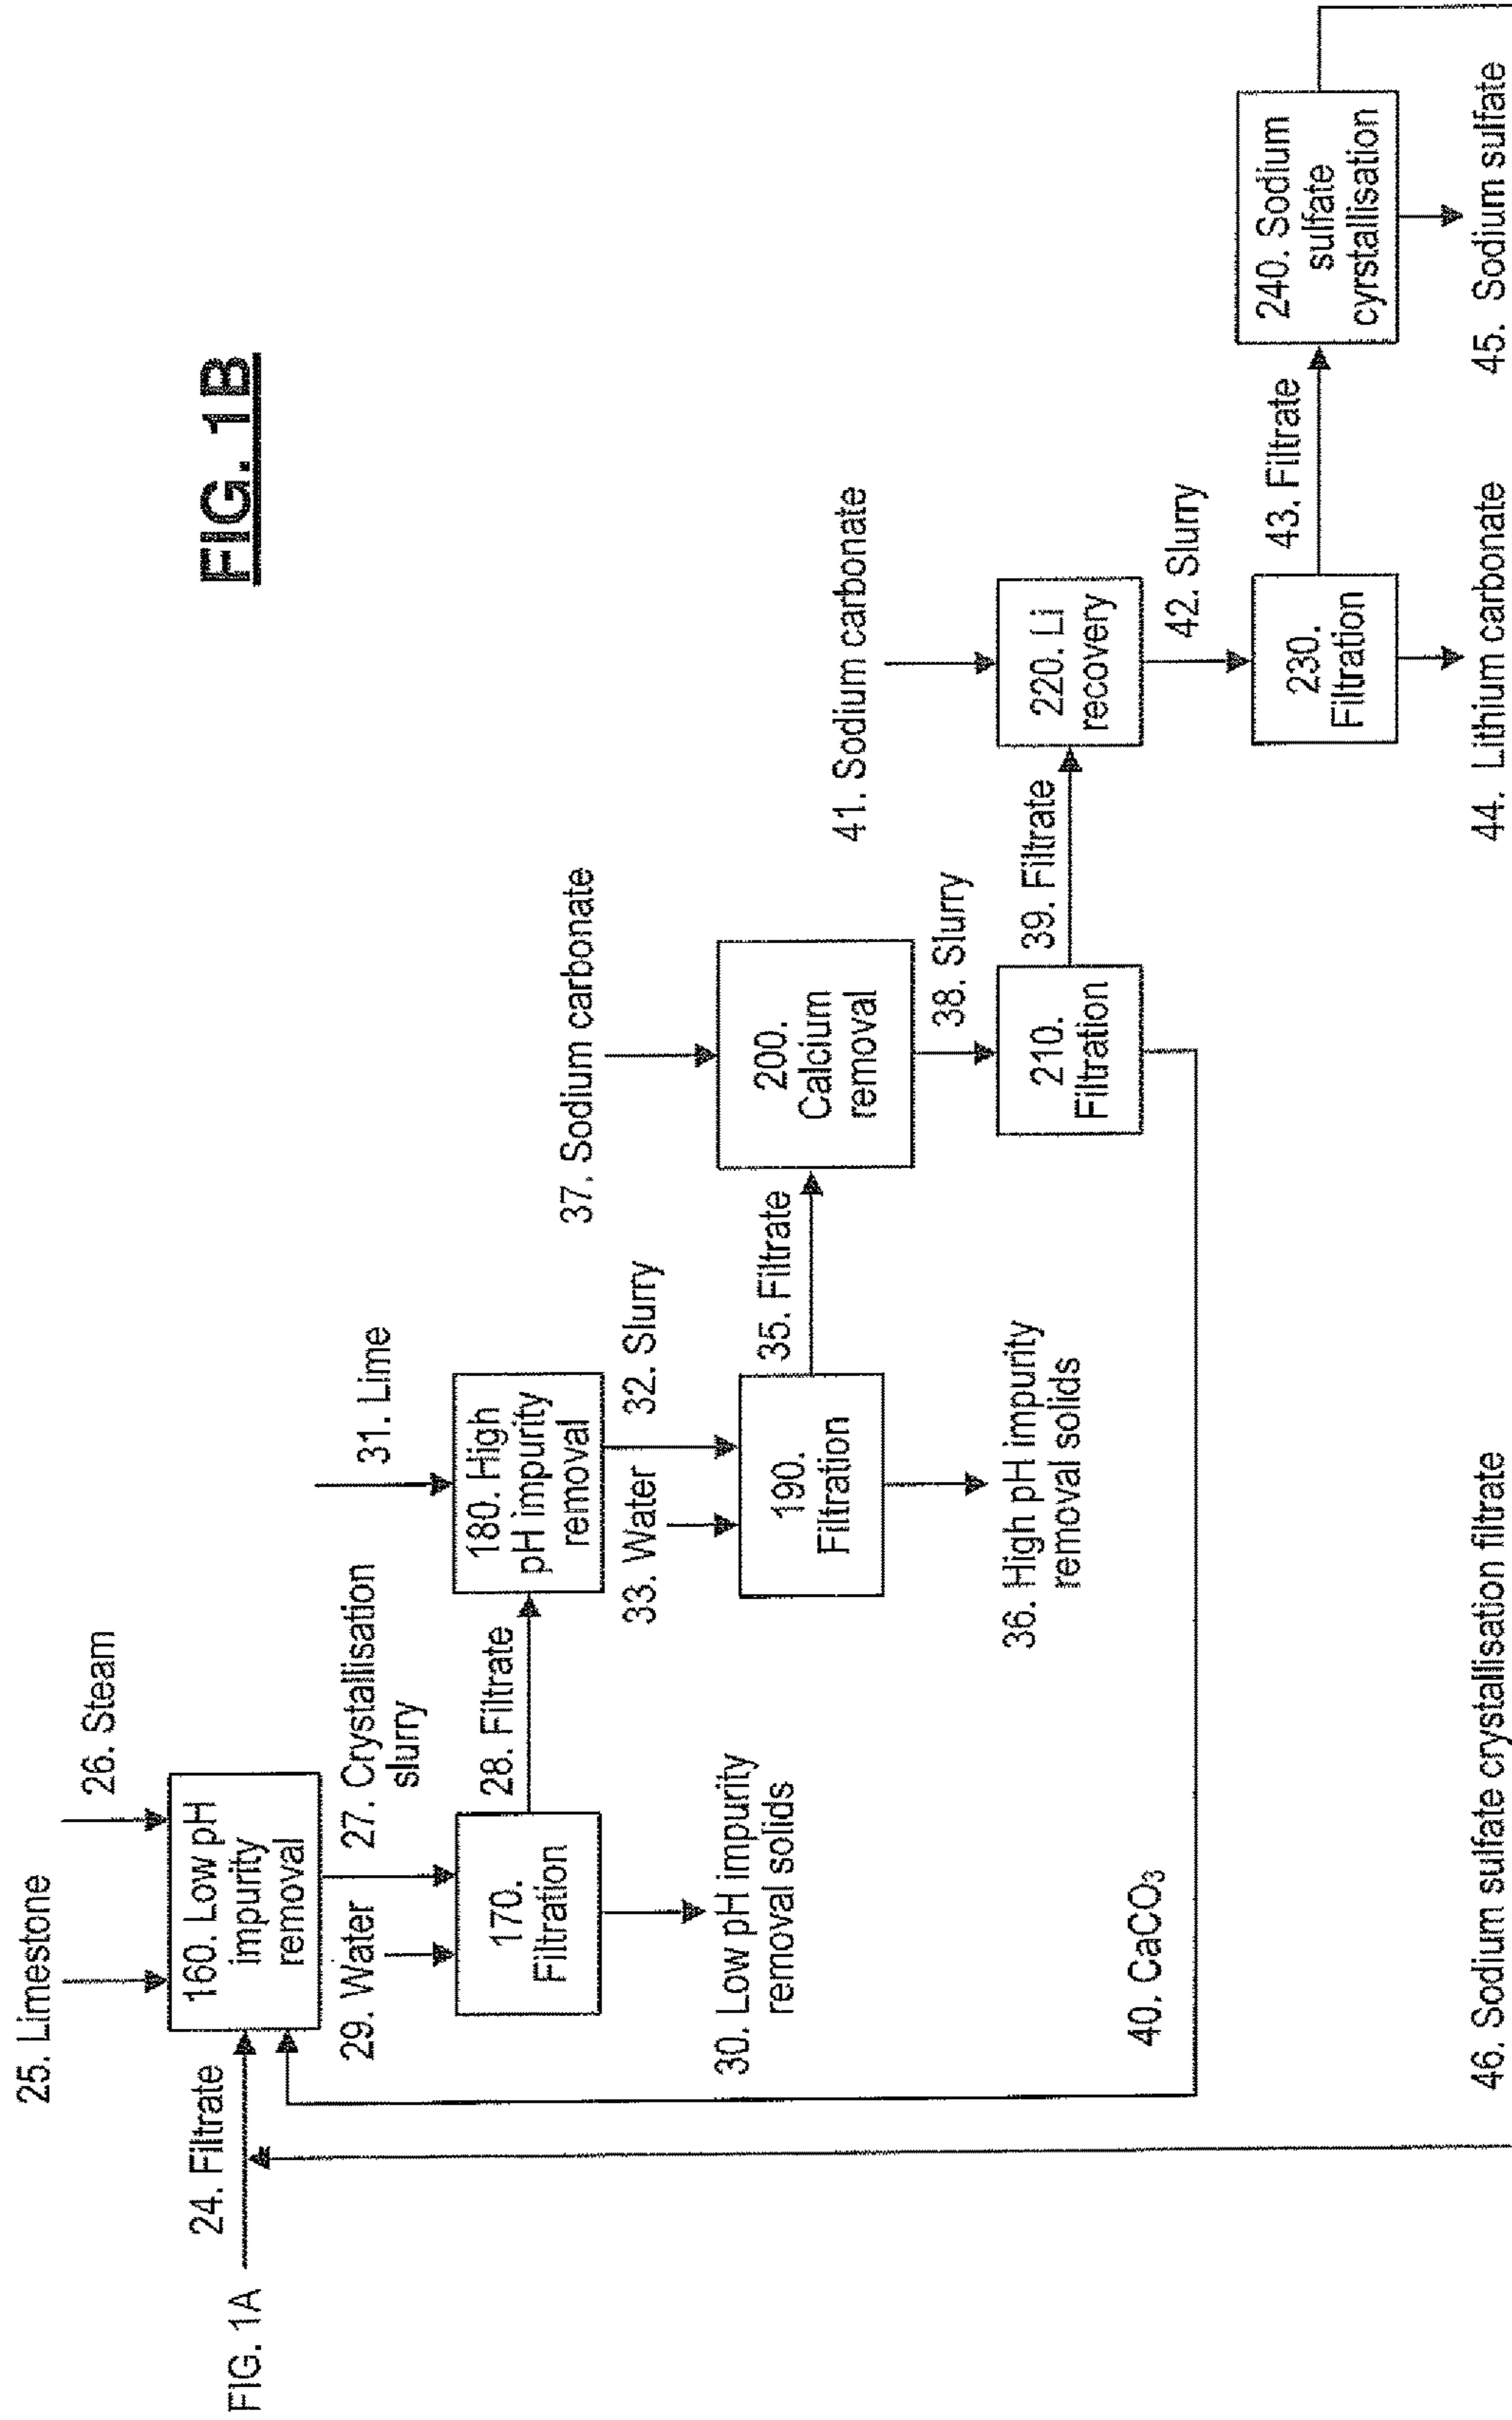 FIG. 1B
25. Limestone
26. Steam
FIG. 1A
24. Filtrate
160. Low pH
impurity
removal
29. Water
27. Crystallisation
slurry
31. Lime
170.
Filtration
28. Filtrate
180. High
pH impurity
removal
30. Low pH impurity
removal solids
33. Water
32. Slurry
37. Sodium carbonate
190.
Filtration
35. Filtrate
200.
Calcium
removal
36. High pH impurity
removal solids
38. Slurry
41. Sodium carbonate
210.
Filtration
39. Filtrate
220. Li
recovery
40. CaCO₃
42. Slurry
230.
Filtration
43. Filtrate
240. Sodium
sulfate
cyrstallisation
46. Sodium sulfate crystallisation filtrate
44. Lithium carbonate
45. Sodium sulfate